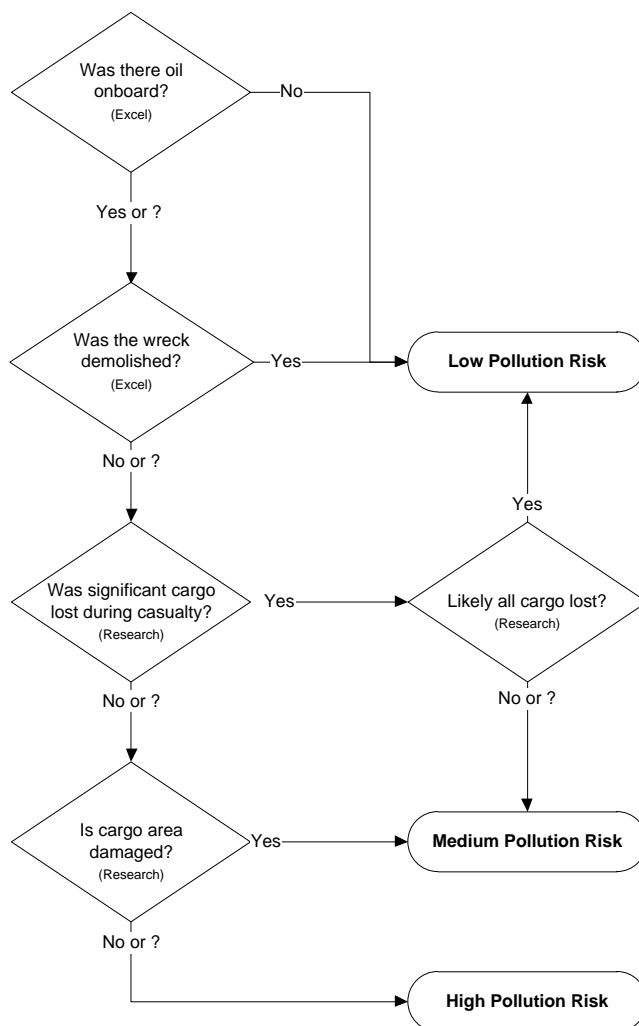 Was there oil
onboard?
(Excel)
No
Yes or ?
Was the wreck
demolished?
(Excel)
Yes
Low Pollution Risk
No or ?
Yes
Was significant cargo
lost during casualty?
(Research)
Yes
Likely all cargo lost?
(Research)
No or ?
No or ?
Is cargo area
damaged?
(Research)
Yes
Medium Pollution Risk
No or ?
High Pollution Risk